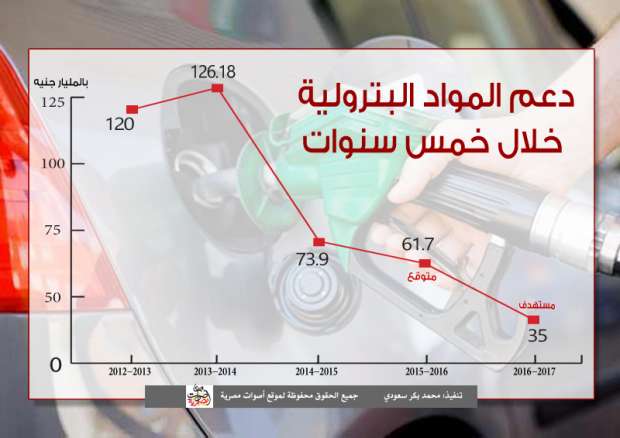 دعم المواد البترولية
خلال خمس سنوات
بالمليار جنيه
125
100
75
50
0
120
126.18
73.9
61.7
متوقع
مستهدف
35
2012–2013
2013–2014
2014–2015
2015–2016
2016–2017
تنفيذ: محمد بكر سعودي
جميع الحقوق محفوظة لموقع أصوات مصرية
أصوات مصرية